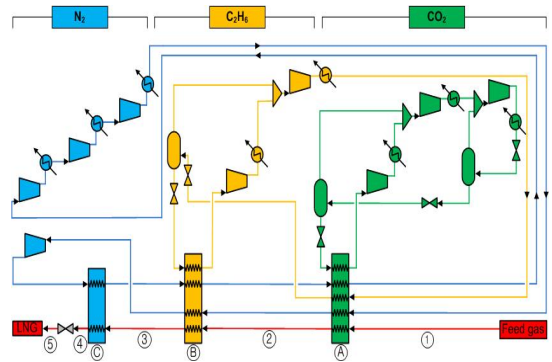 N₂ C₂H₆ CO₂
LNG Feed gas
⑤ ④ ③ ② ①
Ⓒ Ⓑ Ⓐ